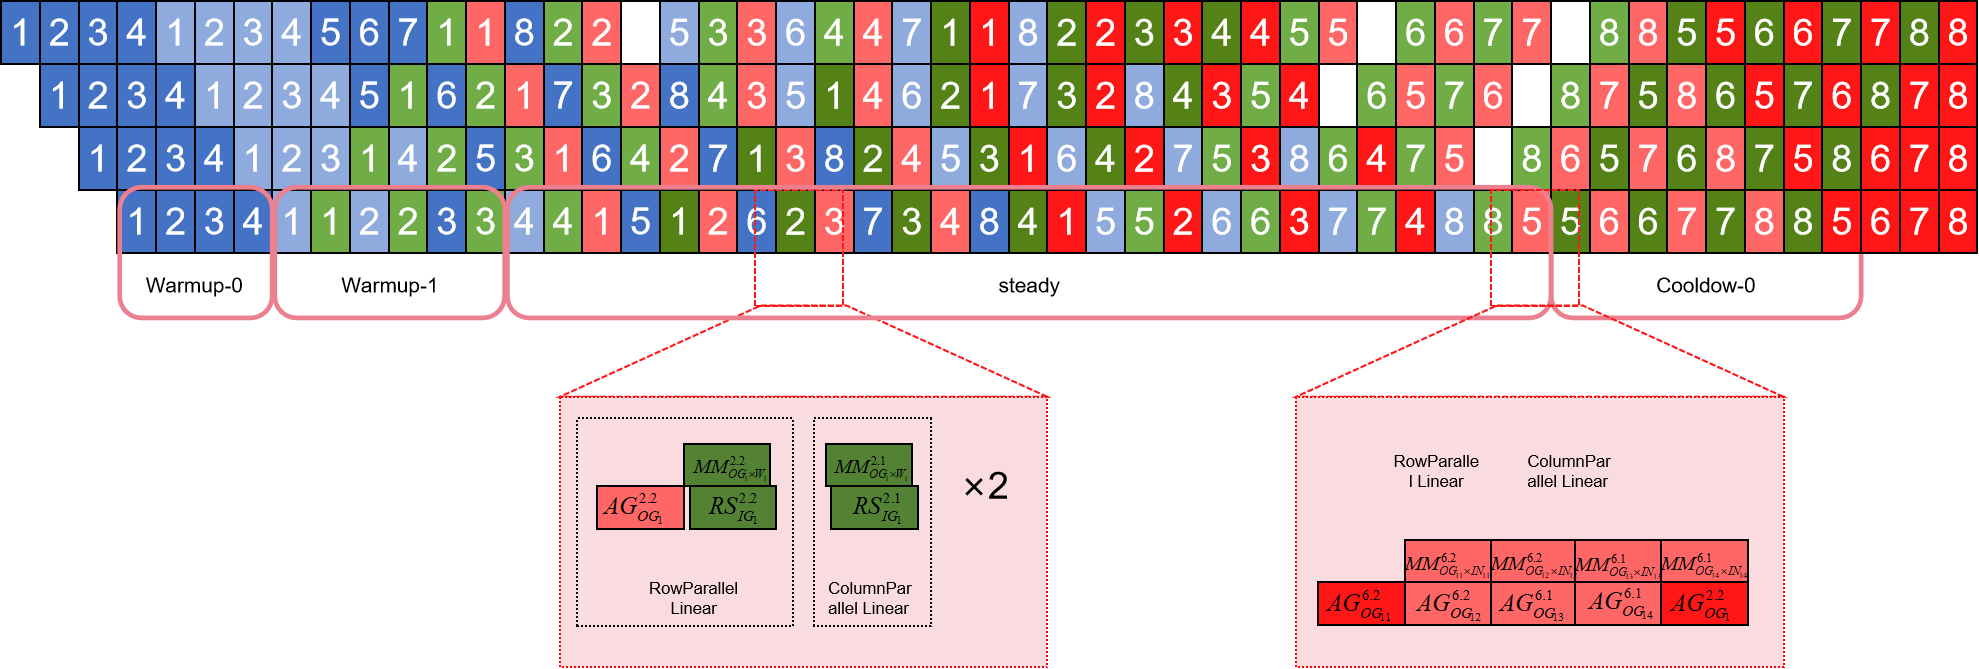 1 2 3 4 1 2 3 4 5 6 7 1 1 8 2 2 5 3 3 6 4 4 7 1 1 8 2 2 3 3 4 4 5 5 6 6 7 7 8 8 5 5 6 6 7 7 8 8
1 2 3 4 1 2 3 4 5 1 6 2 1 7 3 2 8 4 3 5 1 4 6 2 1 7 3 2 8 4 3 5 4 6 5 7 6 8 7 5 8 6 5 7 6 8 7 8
1 2 3 4 1 2 3 1 4 2 5 3 1 6 4 2 7 1 3 8 2 4 5 3 1 6 4 2 7 5 3 8 6 4 7 5 8 6 5 7 6 8 7 5 8 6 7 8
1 2 3 4 1 1 2 2 3 3 4 4 1 5 1 2 6 2 3 7 3 4 8 4 1 5 5 2 6 6 3 7 7 4 8 8 5 5 6 6 7 7 8 8 5 6 7 8
Warmup-0 Warmup-1 steady Cooldow-0
MM^{2.2}_{OG_1×W_1} MM^{2.1}_{OG_1×W_1}
AG^{2.2}_{OG_1} RS^{2.2}_{IG_1} RS^{2.1}_{IG_1}
×2
RowParallel
Linear
ColumnPar
allel Linear
RowParalle
l Linear
ColumnPar
allel Linear
MM^{6.2}_{OG_{11}×IN_{11}} MM^{6.2}_{OG_{12}×IN_{12}} MM^{6.1}_{OG_{13}×IN_{13}} MM^{6.1}_{OG_{14}×IN_{14}}
AG^{6.2}_{OG_{11}} AG^{6.2}_{OG_{12}} AG^{6.1}_{OG_{13}} AG^{6.1}_{OG_{14}} AG^{2.2}_{OG_1}